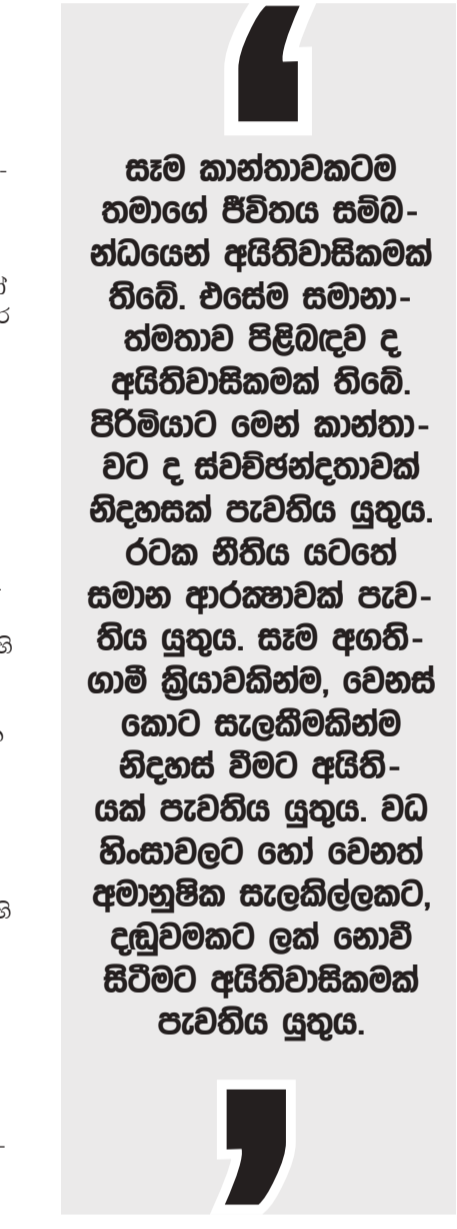 ‘
සෑම කාන්තාවකටම
තමාගේ ජීවිතය සම්බ-
න්ධයෙන් අයිතිවාසිකමක්
තිබේ. එසේම සමානා-
ත්මතාව පිළිබඳව ද
අයිතිවාසිකමක් තිබේ.
පිරිමියාට මෙන් කාන්තා-
වට ද ස්වච්ඡන්දතාවක්
නිදහසක් පැවතිය යුතුය.
රටක නීතිය යටතේ
සමාන ආරක්‍ෂාවක් පැව-
තිය යුතුය. සෑම අගති-
ගාමී ක්‍රියාවකින්ම, වෙනස්
කොට සැලකීමකින්ම
නිදහස් වීමට අයිති-
යක් පැවතිය යුතුය. වධ
හිංසාවලට හෝ වෙනත්
අමානුෂික සැලකිල්ලකට,
දඬුවමකට ලක් නොවී
සිටීමට අයිතිවාසිකමක්
පැවතිය යුතුය.
’